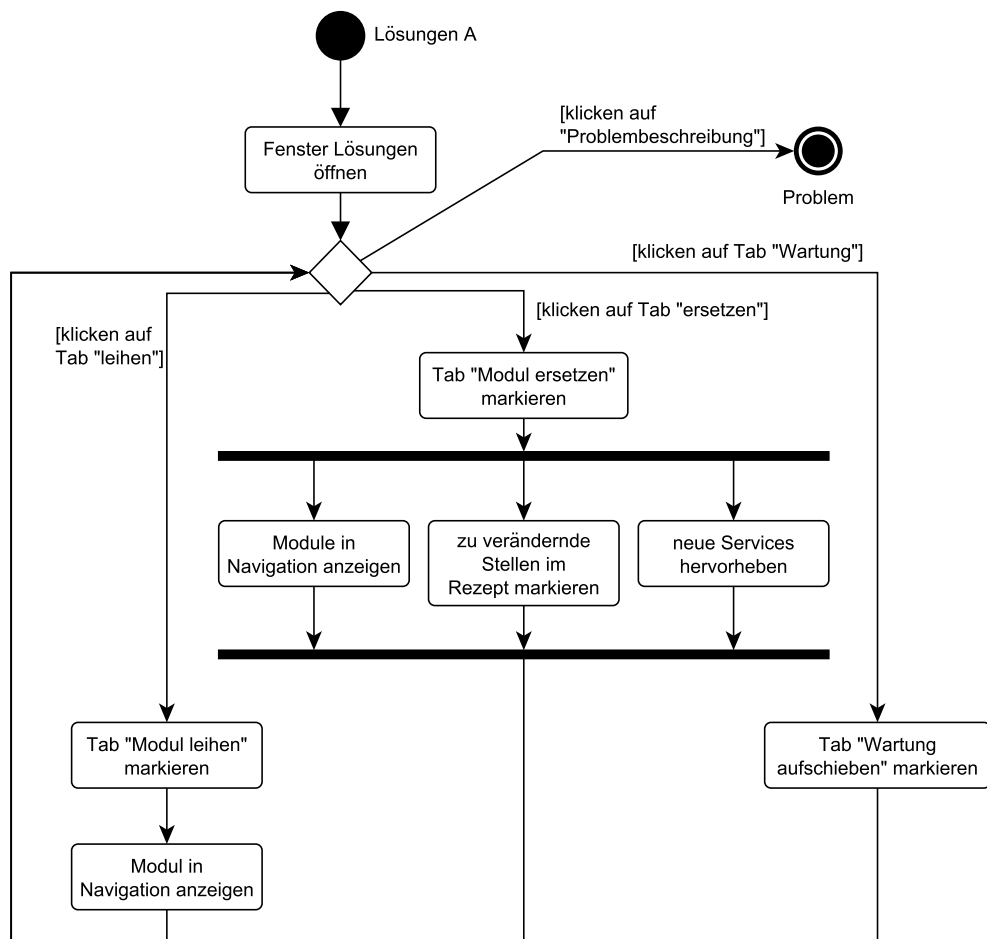 Lösungen A
[klicken auf
"Problembeschreibung"]
Fenster Lösungen
öffnen
Problem
[klicken auf Tab "Wartung"]
[klicken auf Tab "ersetzen"]
[klicken auf
Tab "leihen"]
Tab "Modul ersetzen"
markieren
Module in
Navigation anzeigen
zu verändernde
Stellen im
Rezept markieren
neue Services
hervorheben
Tab "Modul leihen"
markieren
Tab "Wartung
aufschieben" markieren
Modul in
Navigation anzeigen